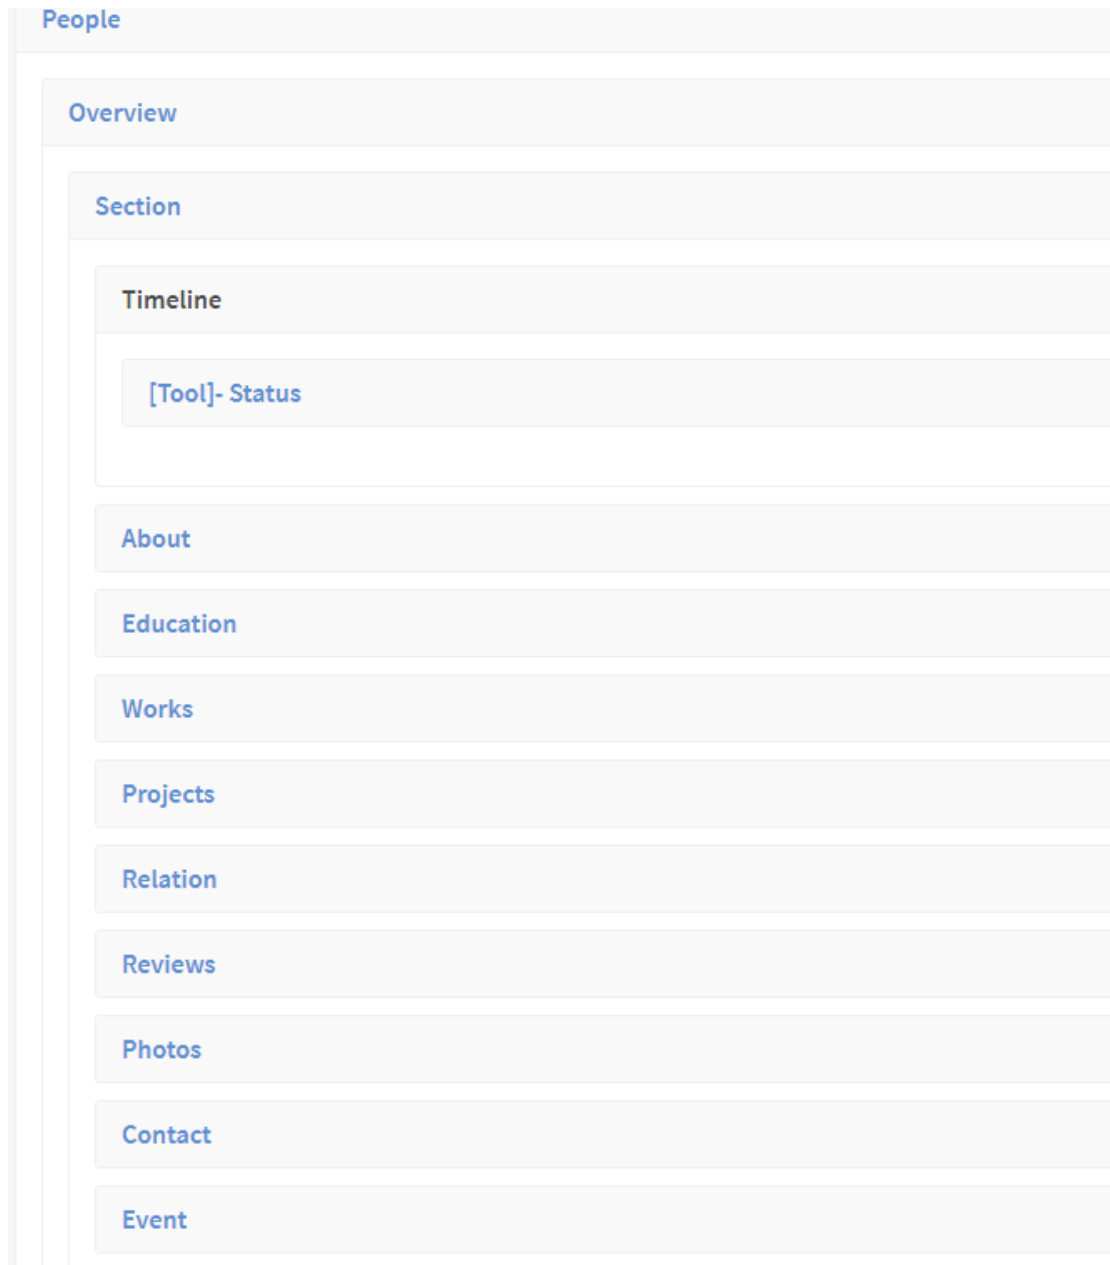 People
Overview
Section
Timeline
[Tool]- Status
About
Education
Works
Projects
Relation
Reviews
Photos
Contact
Event